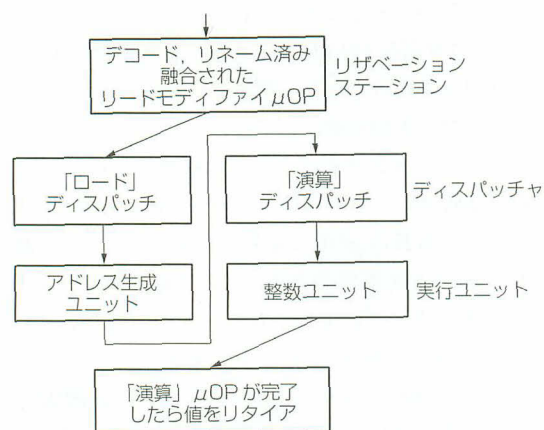 デコード，リネーム済み
融合された
リードモディファイμOP
リザベーション
ステーション
「ロード」
ディスパッチ
「演算」
ディスパッチ
ディスパッチャ
アドレス生成
ユニット
整数ユニット
実行ユニット
「演算」μOPが完了
したら値をリタイア